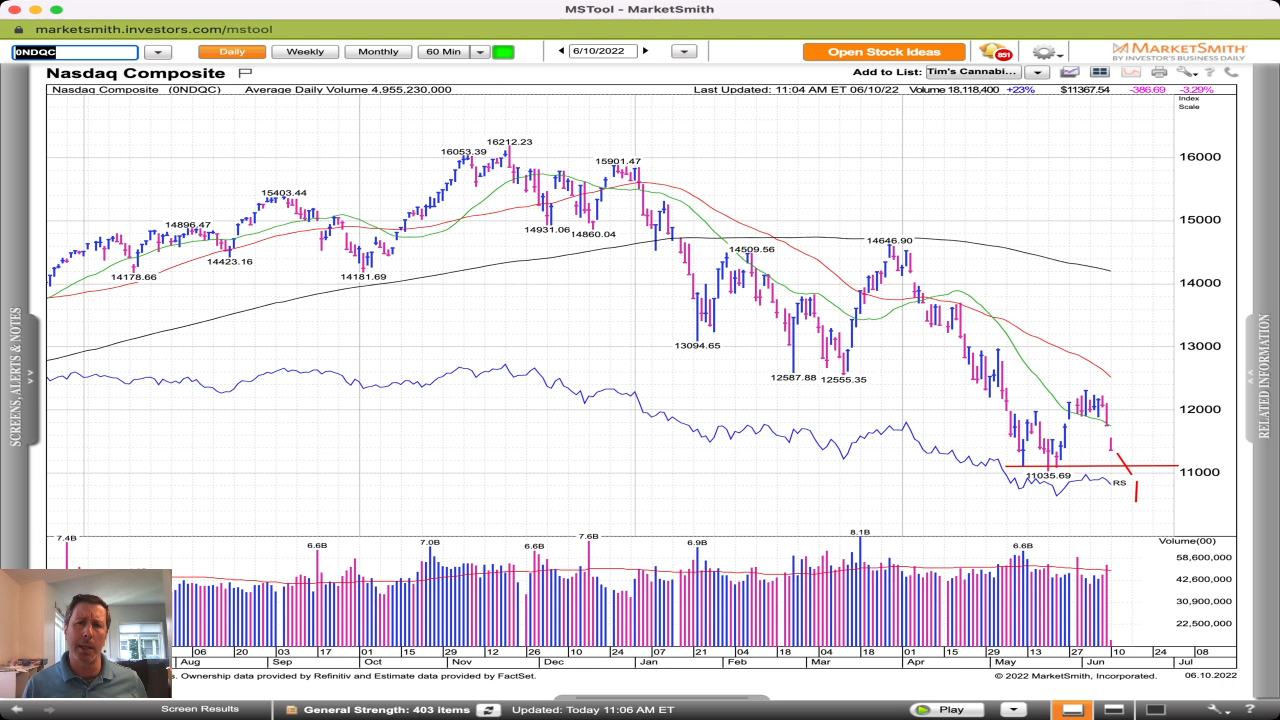 MSTool - MarketSmith
marketsmith.investors.com/mstool
0NDQC Daily Weekly Monthly 60 Min 6/10/2022 Open Stock Ideas 851 MARKETSMITH
BY INVESTOR'S BUSINESS DAILY
Nasdaq Composite Add to List: Tim's Cannabi... ?
Nasdaq Composite (0NDQC) Average Daily Volume 4,955,230,000 Last Updated: 11:04 AM ET 06/10/22 Volume 18,118,400 +23% $11367.54 -386.69 -3.29%
Index
Scale
16212.23
16053.39
15901.47
16000
15403.44
14896.47
15000
14931.06
14860.04
14646.90
14423.16
14509.56
14178.66
14181.69
14000
13094.65
13000
12587.88
12555.35
12000
11000
11035.69
RS
SCREENS, ALERTS & NOTES
RELATED INFORMATION
8.1B
7.4B
7.6B
Volume(00)
6.6B
7.0B
6.6B
6.9B
6.6B
58,600,000
42,600,000
30,900,000
22,500,000
06 20 03 17 01 15 29 12 26 10 24 07 21 04 18 04 18 01 13 29 13 27 10 24 08
Aug Sep Oct Nov Dec Jan Feb Mar Apr May Jun Jul
s. Ownership data provided by Refinitiv and Estimate data provided by FactSet. © 2022 MarketSmith, Incorporated. 06.10.2022
Screen Results General Strength: 403 items Updated: Today 11:06 AM ET Play ?